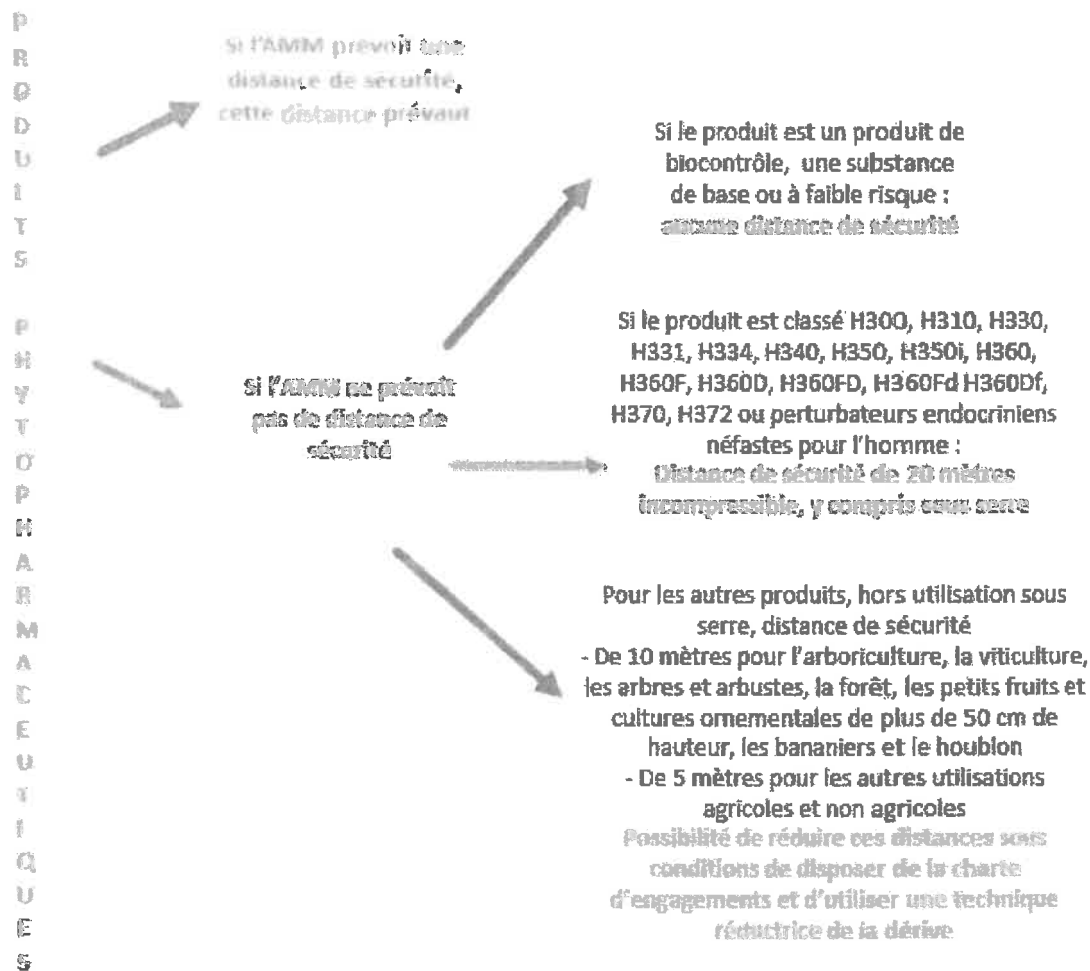 PRODUITS PHYTOPHARMACEUTIQUES
Si l'AMM prévoit une
distance de sécurité,
cette distance prévaut
Si le produit est un produit de
biocontrôle, une substance
de base ou à faible risque :
aucune distance de sécurité
Si l'AMM ne prévoit
pas de distance de
sécurité
Si le produit est classé H300, H310, H330,
H331, H334, H340, H350, H350i, H360,
H360F, H360D, H360FD, H360Fd H360Df,
H370, H372 ou perturbateurs endocriniens
néfastes pour l'homme :
Distance de sécurité de 20 mètres
incompressible, y compris sous serre
Pour les autres produits, hors utilisation sous
serre, distance de sécurité
- De 10 mètres pour l'arboriculture, la viticulture,
les arbres et arbustes, la forêt, les petits fruits et
cultures ornementales de plus de 50 cm de
hauteur, les bananiers et le houblon
- De 5 mètres pour les autres utilisations
agricoles et non agricoles
Possibilité de réduire ces distances sous
conditions de disposer de la charte
d'engagements et d'utiliser une technique
réductrice de la dérive